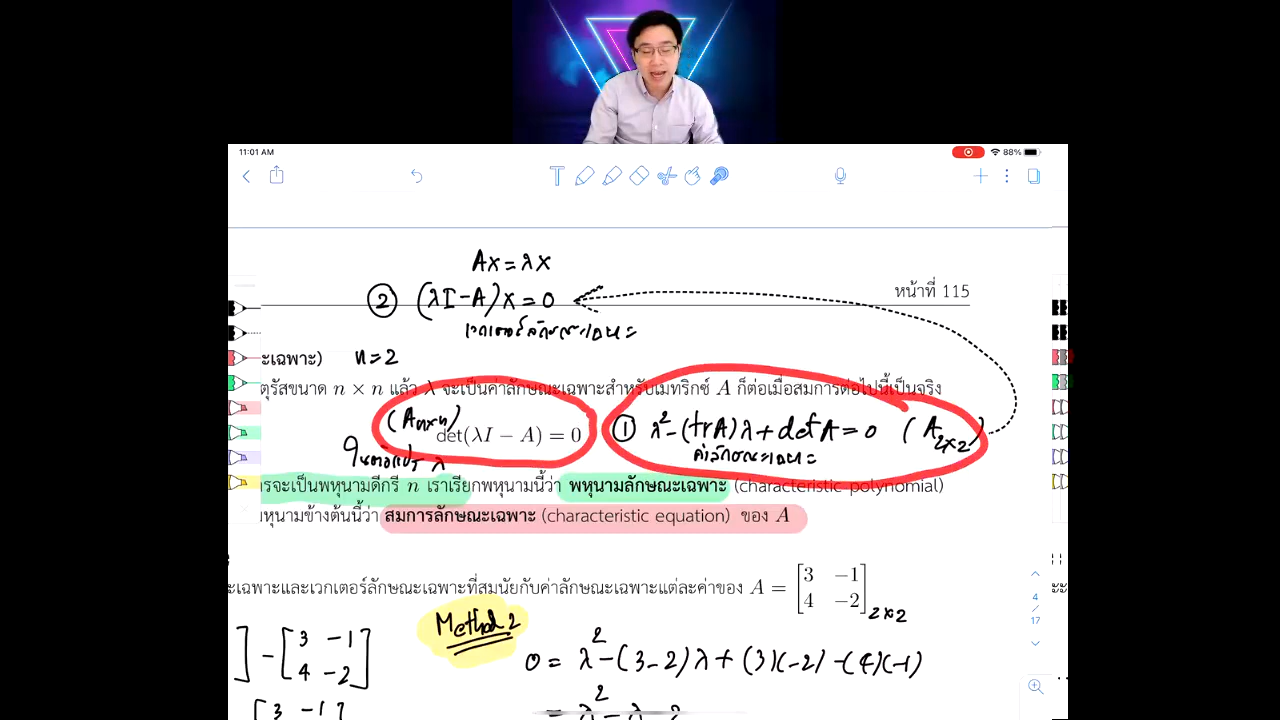 11:01 AM
88%
Ax = λx
② (λI-A)x = 0
หน้าที่ 115
เวกเตอร์ลักษณะเฉพาะ
ะเฉพาะ) n=2
ตุรัสขนาด n × n แล้ว λ จะเป็นค่าลักษณะเฉพาะสำหรับเมทริกซ์ A ก็ต่อเมื่อสมการต่อไปนี้เป็นจริง
(Anxn)
det(λI − A) = 0 ① λ²-(trA)λ+detA=0 (A2x2)
λ ค่าลักษณะเฉพาะ
รจะเป็นพหุนามดีกรี n เราเรียกพหุนามนี้ว่า พหุนามลักษณะเฉพาะ (characteristic polynomial)
หุนามข้างต้นนี้ว่า สมการลักษณะเฉพาะ (characteristic equation) ของ A
ะเฉพาะและเวกเตอร์ลักษณะเฉพาะที่สมนัยกับค่าลักษณะเฉพาะแต่ละค่าของ A = [3 −1
4 −2] 2x2
Method 2
] - [3 -1
4 -2]
0 = λ²-(3-2)λ+(3)(-2)-(4)(-1)
[3 -1]
= λ²-λ-2
4
/
17